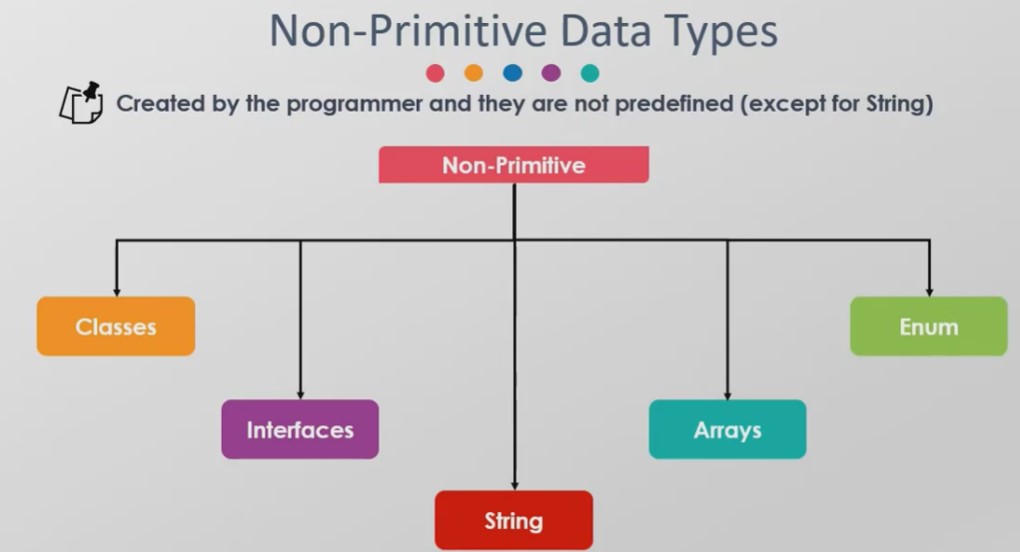 Non-Primitive Data Types
Created by the programmer and they are not predefined (except for String)
Non-Primitive
Classes
Enum
Interfaces
Arrays
String